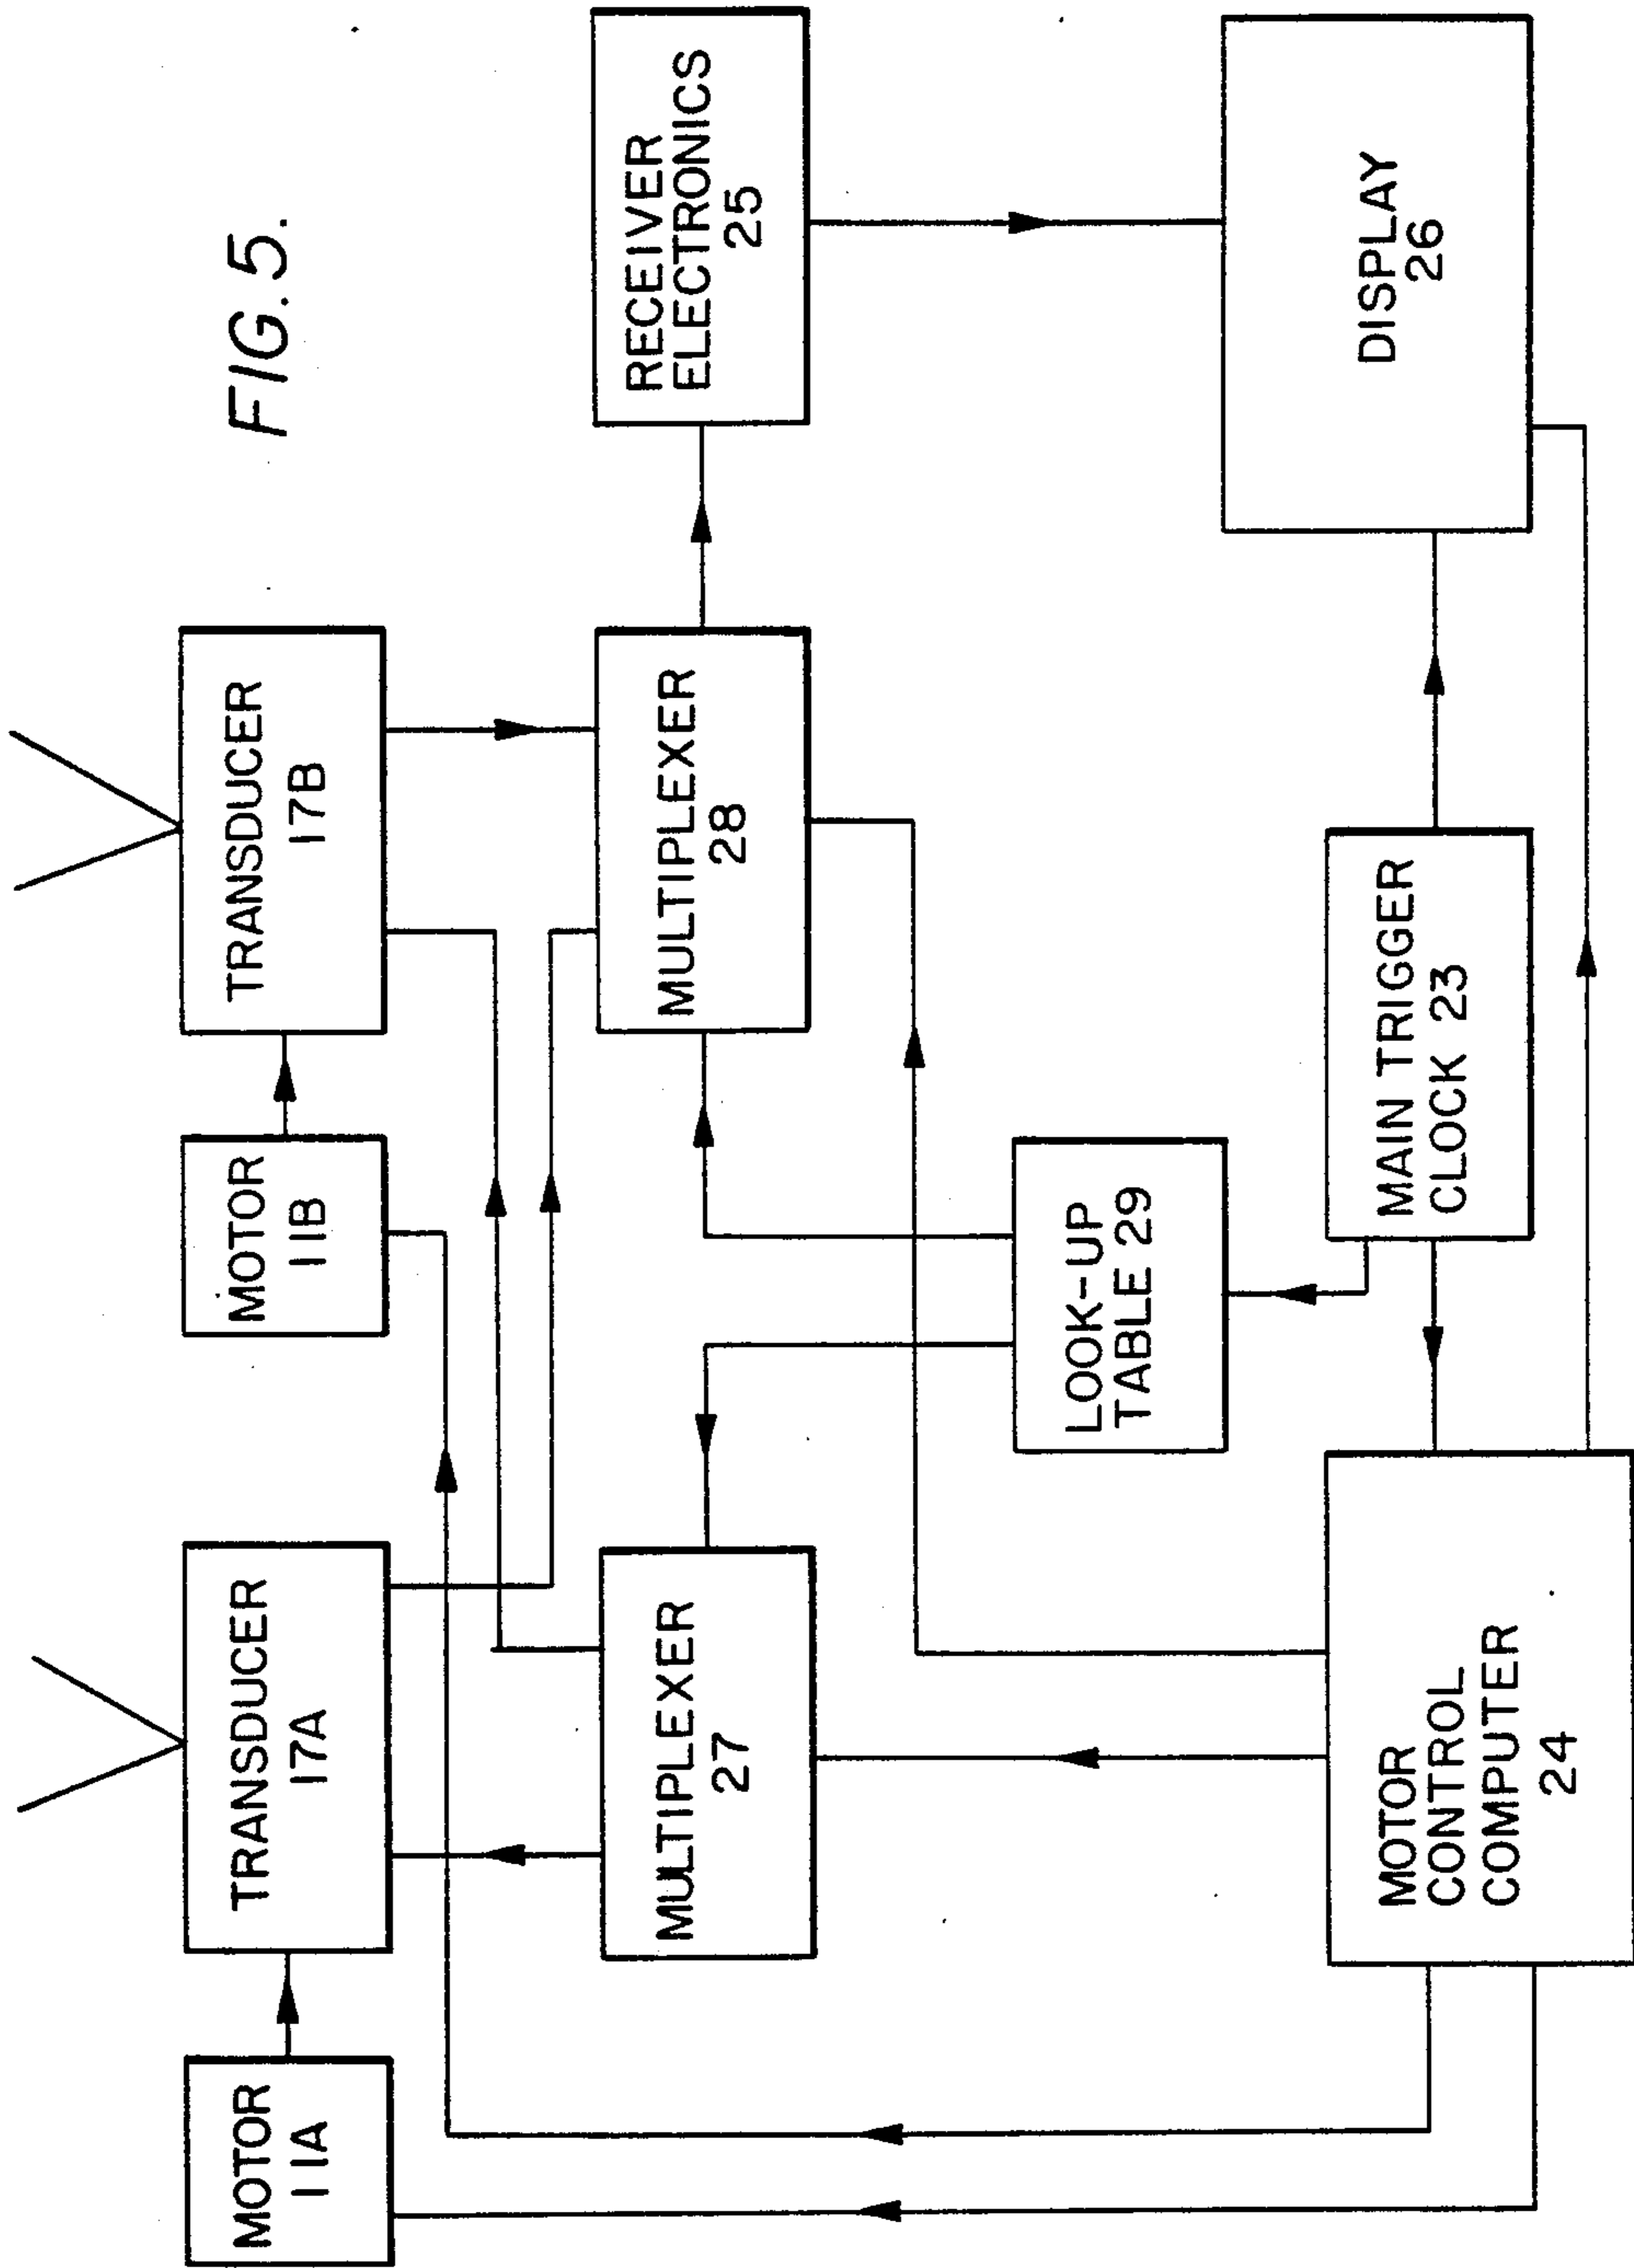 FIG. 5.
MOTOR
11A
TRANSDUCER
17A
MOTOR
11B
TRANSDUCER
17B
MULTIPLEXER
27
MULTIPLEXER
28
RECEIVER
ELECTRONICS
25
LOOK-UP
TABLE 29
MOTOR
CONTROL
COMPUTER
24
MAIN TRIGGER
CLOCK 23
DISPLAY
26